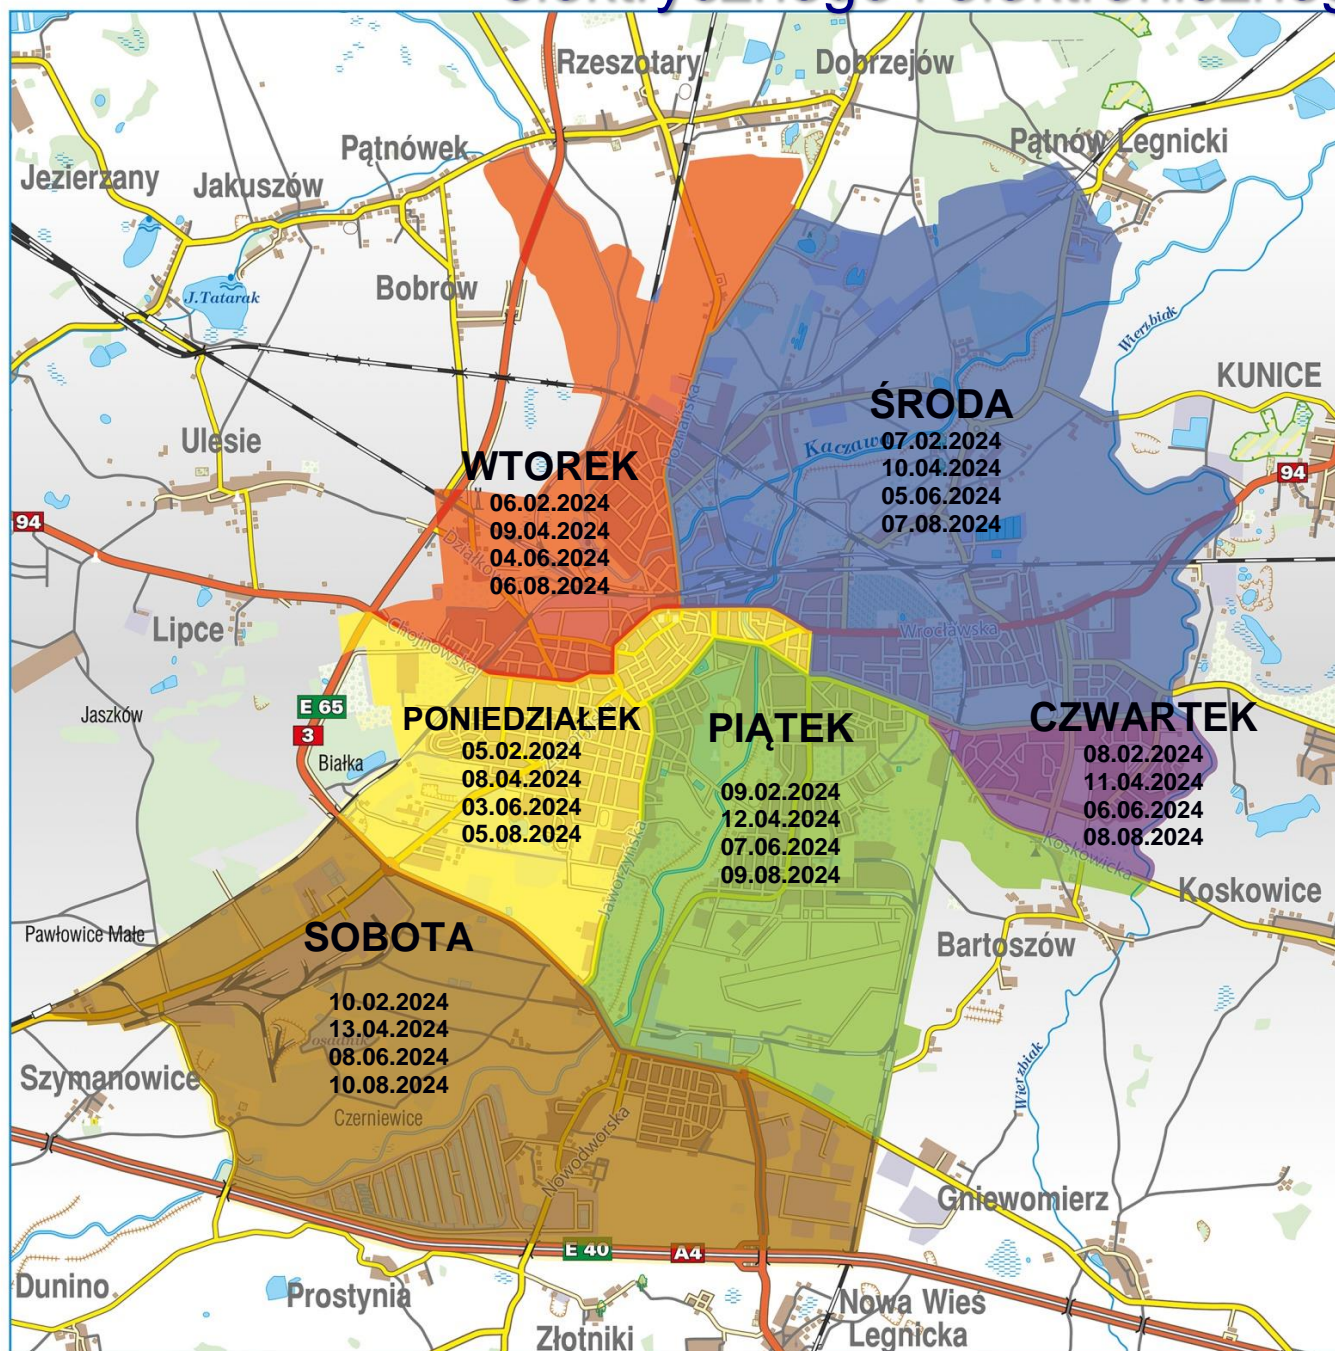 Rzeszotary
Dobrzejów
Pątnówek
Pątnów Legnicki
Jezierzany
Jakuszów
Bobrów
J.Tatarak
Wierzbiak
KUNICE
Ulesie
Poznańska
ŚRODA
Kaczawa
07.02.2024
10.04.2024
05.06.2024
07.08.2024
WTOREK
06.02.2024
09.04.2024
04.06.2024
06.08.2024
94
94
Lipce
Chojnowska
Wrocławska
Jaszków
E 65
3
Białka
PONIEDZIAŁEK
05.02.2024
08.04.2024
03.06.2024
05.08.2024
PIĄTEK
09.02.2024
12.04.2024
07.06.2024
09.08.2024
CZWARTEK
08.02.2024
11.04.2024
06.06.2024
08.08.2024
Jaworzyńska
Koskowicka
Koskowice
Pawłowice Małe
Bartoszów
SOBOTA
10.02.2024
13.04.2024
08.06.2024
10.08.2024
osadnik
Szymanowice
Czerniewice
Wierzbiak
Nowodworska
Gniewomierz
E 40
A4
Dunino
Prostynia
Złotniki
Nowa Wieś
Legnicka